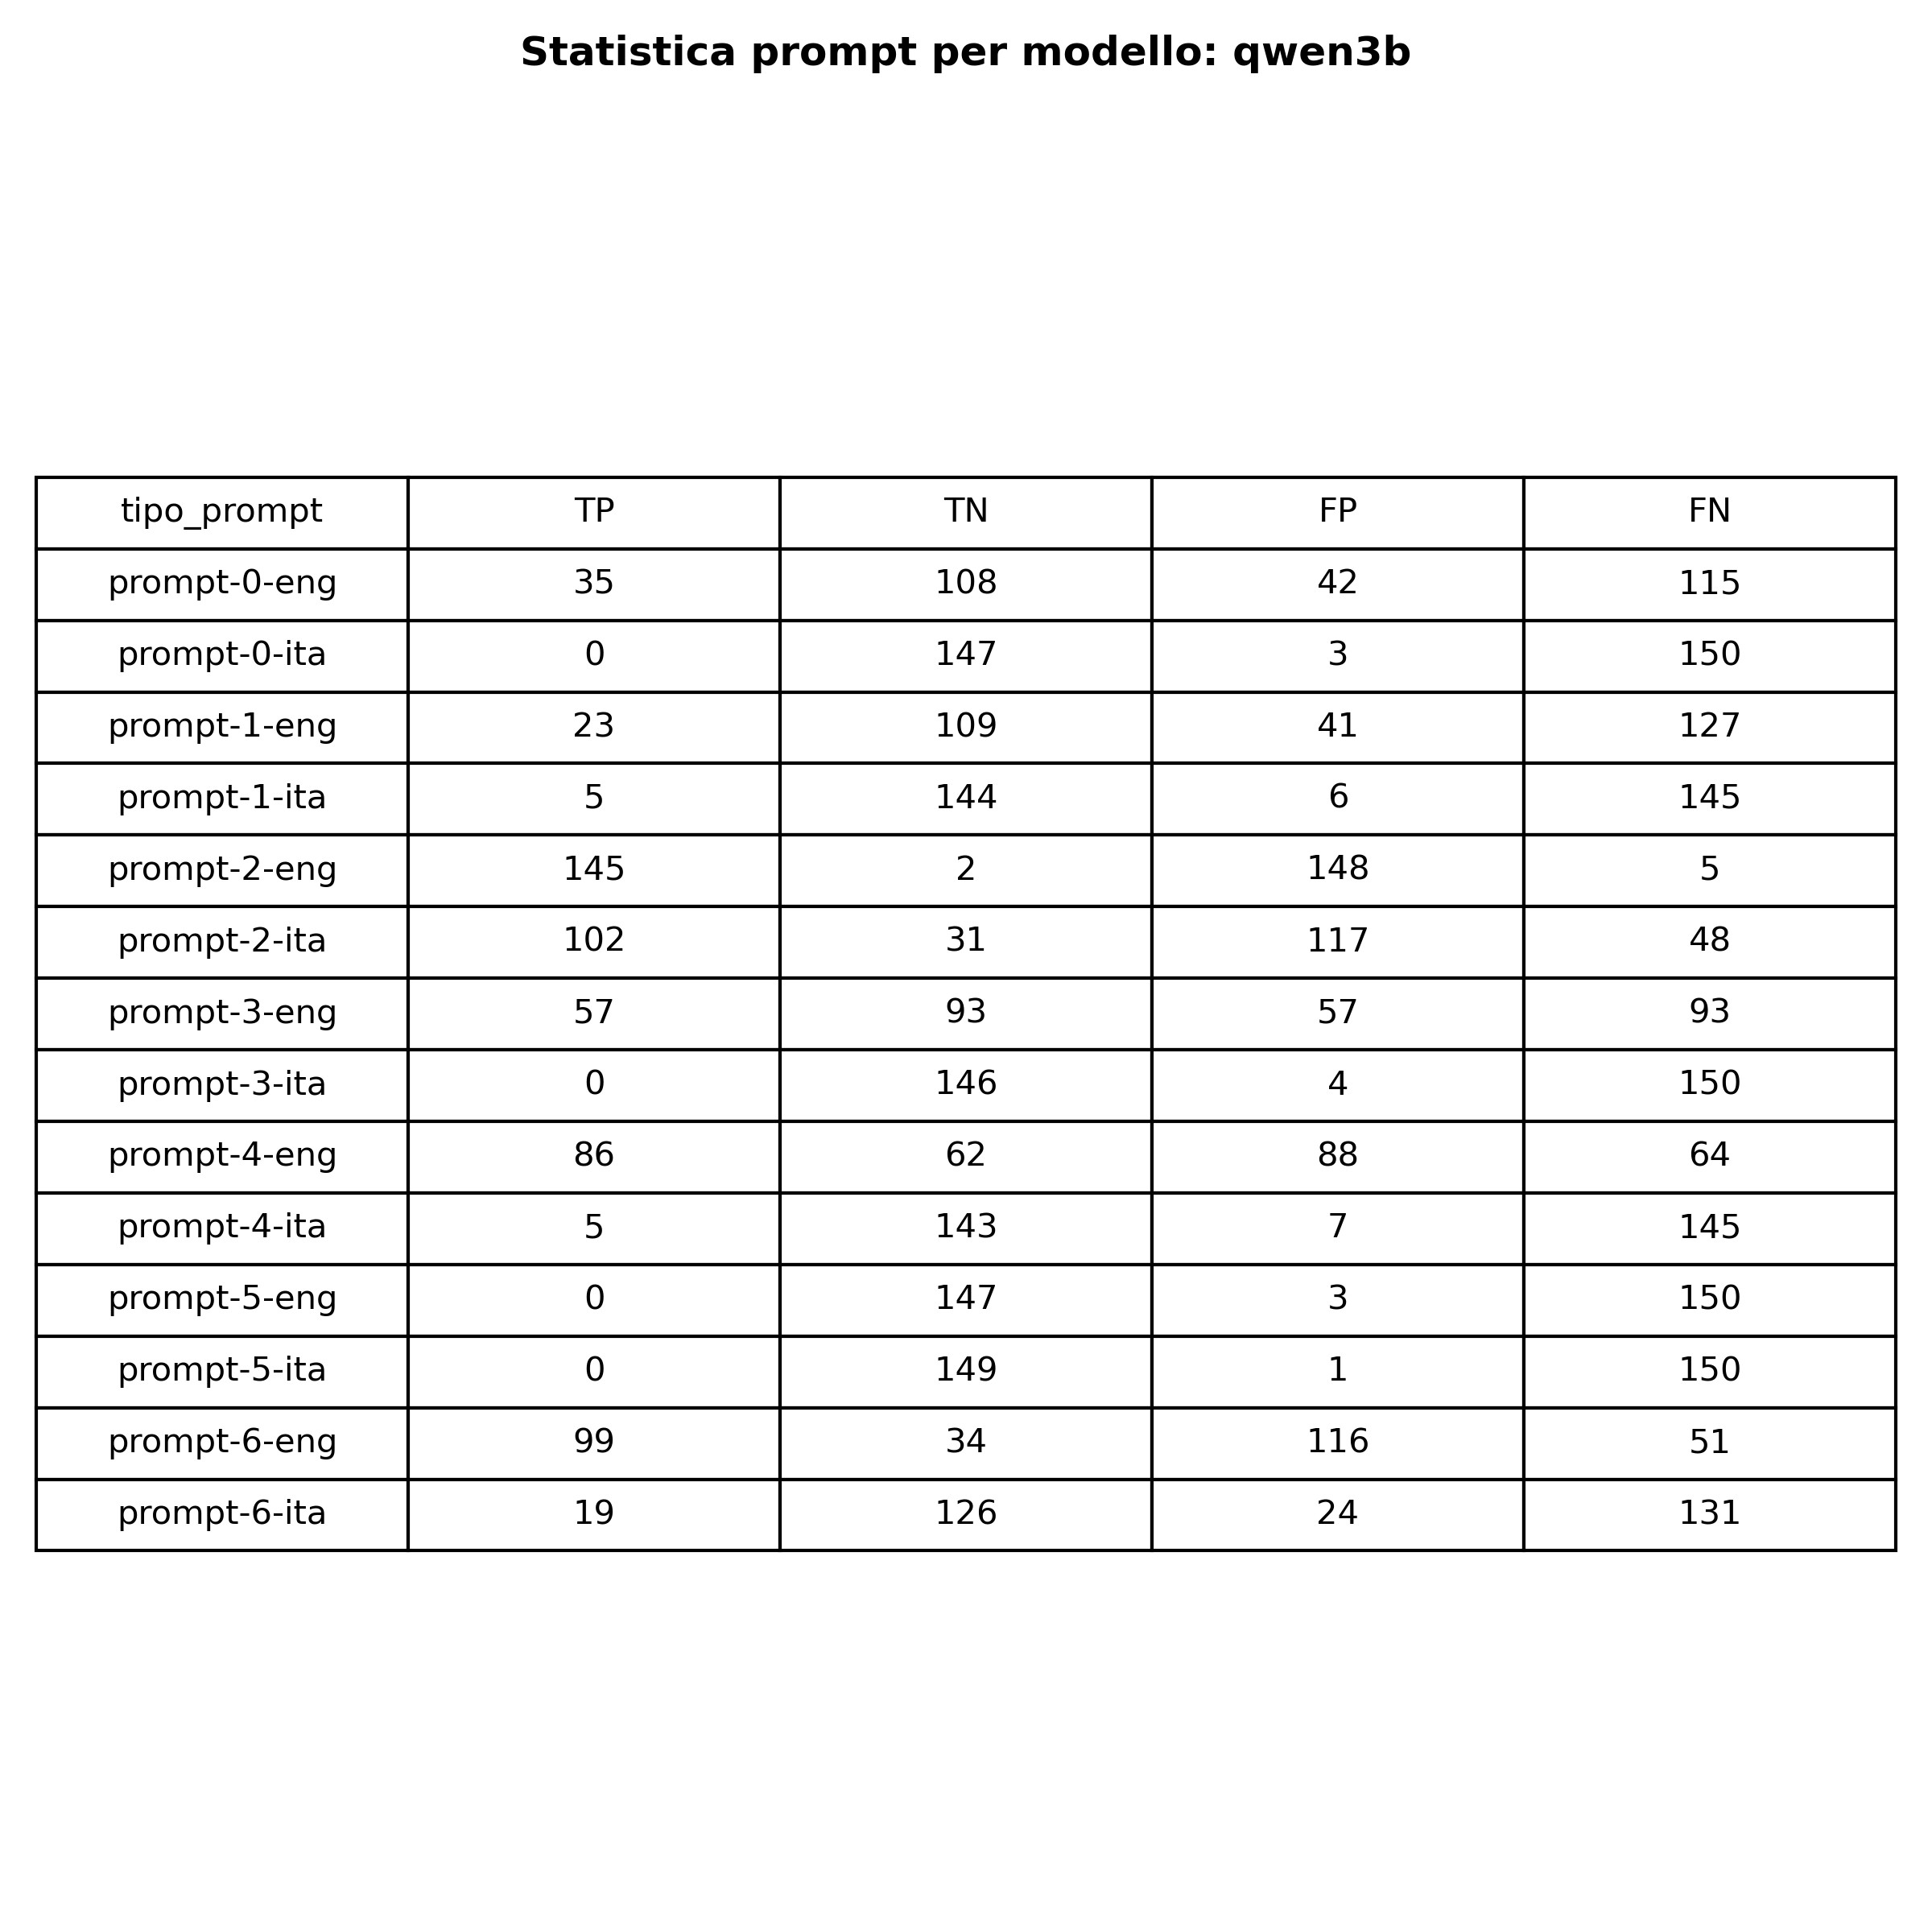 Statistica prompt per modello: qwen3b
tipo_prompt TP TN FP FN
prompt-0-eng 35 108 42 115
prompt-0-ita 0 147 3 150
prompt-1-eng 23 109 41 127
prompt-1-ita 5 144 6 145
prompt-2-eng 145 2 148 5
prompt-2-ita 102 31 117 48
prompt-3-eng 57 93 57 93
prompt-3-ita 0 146 4 150
prompt-4-eng 86 62 88 64
prompt-4-ita 5 143 7 145
prompt-5-eng 0 147 3 150
prompt-5-ita 0 149 1 150
prompt-6-eng 99 34 116 51
prompt-6-ita 19 126 24 131